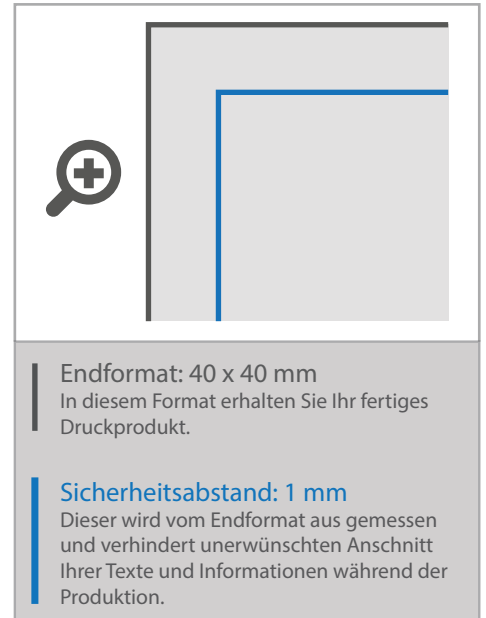 Endformat: 40 x 40 mm
In diesem Format erhalten Sie Ihr fertiges
Druckprodukt.
Sicherheitsabstand: 1 mm
Dieser wird vom Endformat aus gemessen
und verhindert unerwünschten Anschnitt
Ihrer Texte und Informationen während der
Produktion.